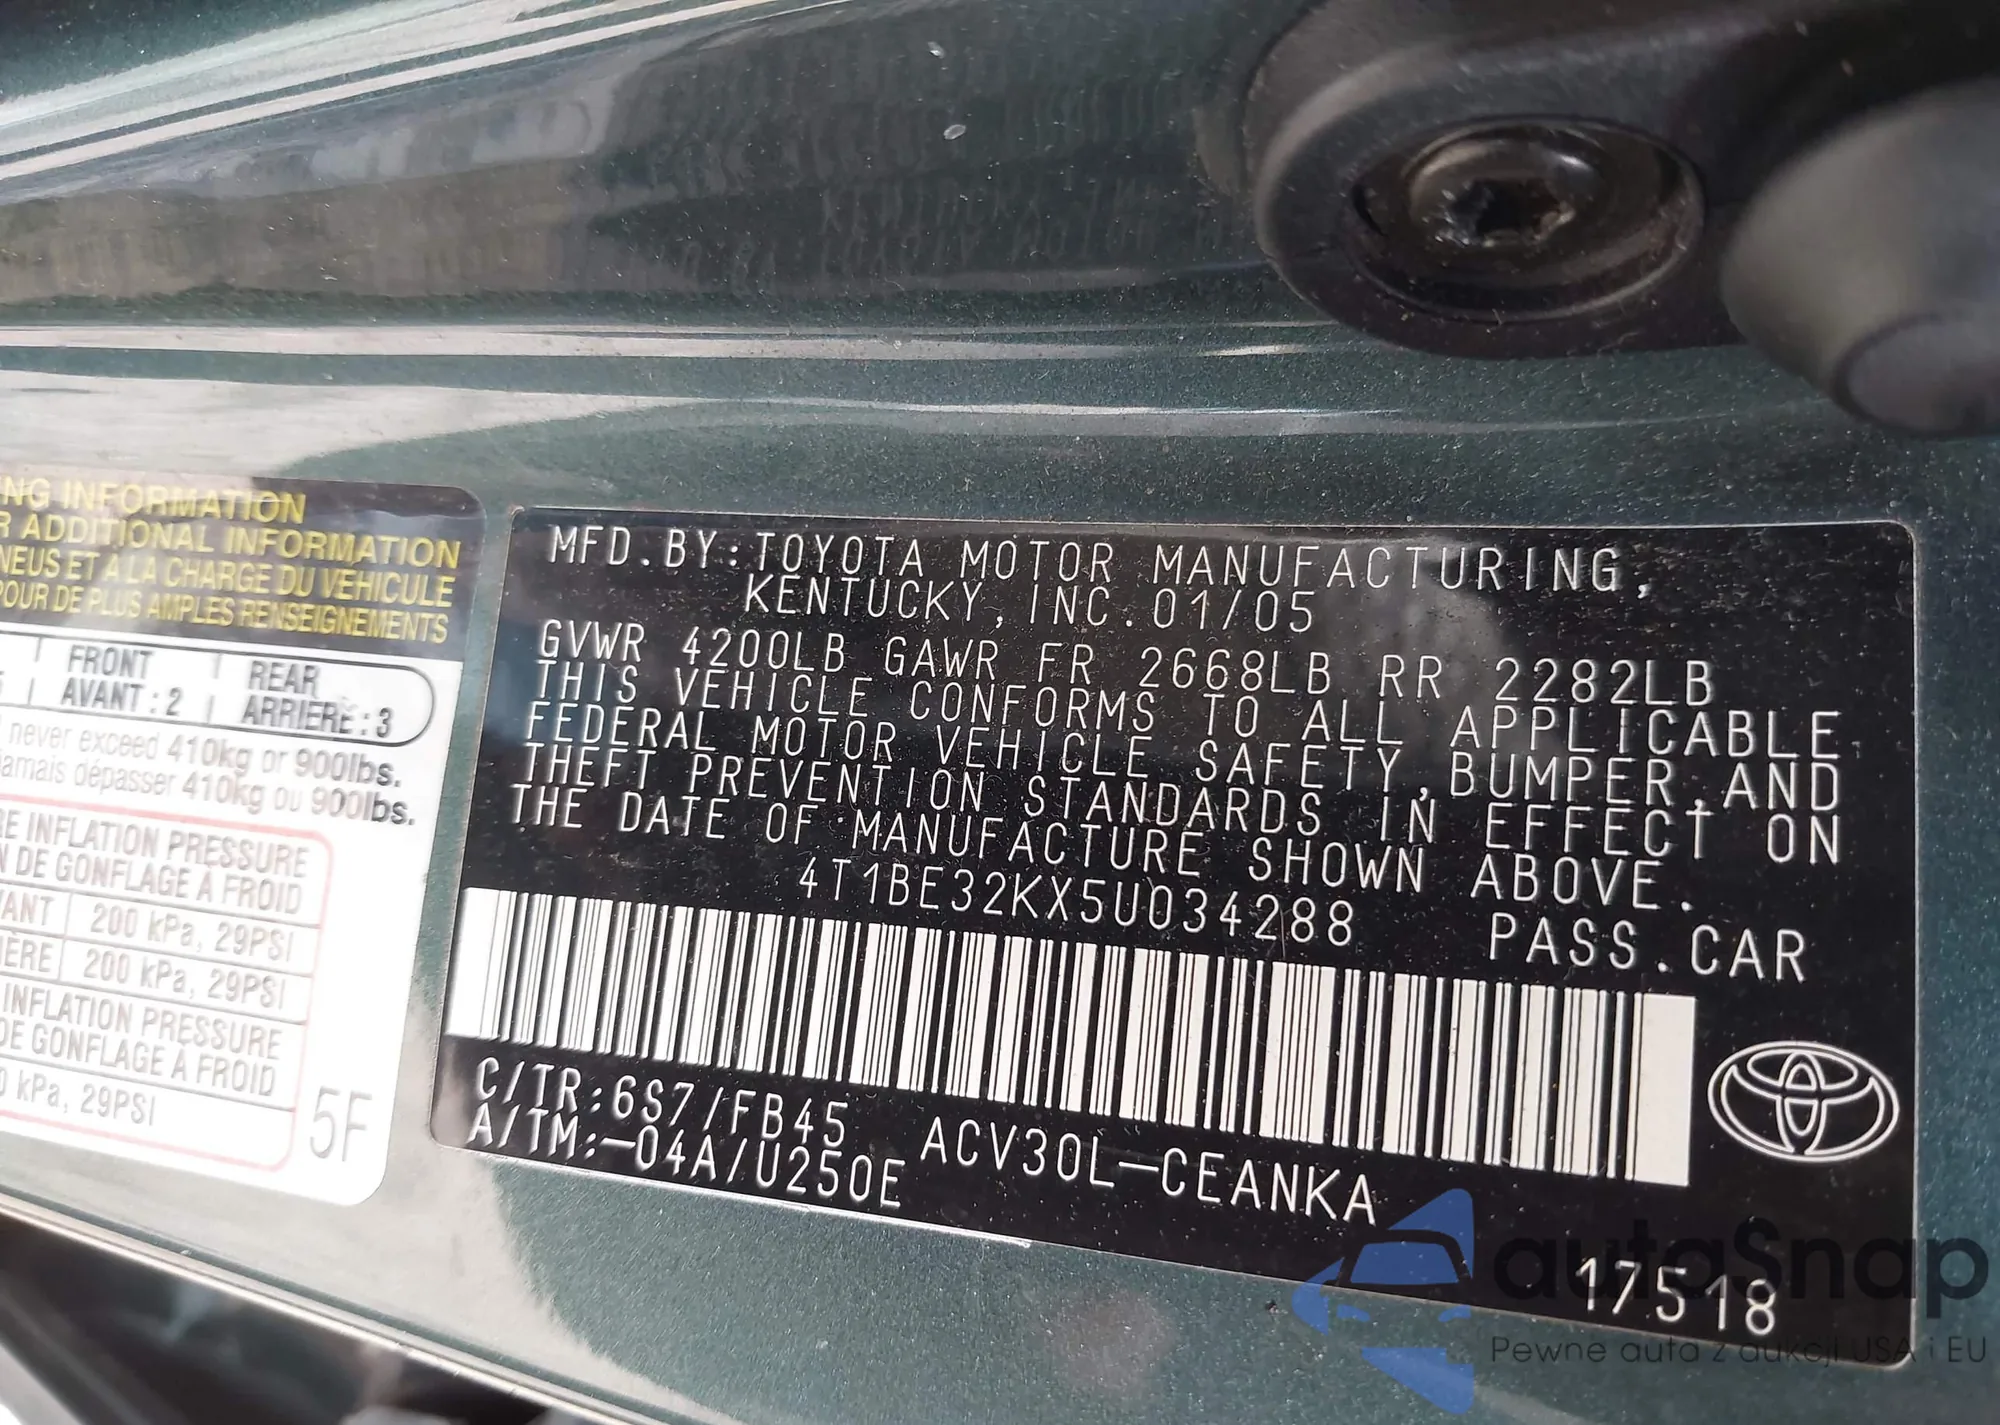 NG INFORMATION
R ADDITIONAL INFORMATION
NEUS ET À LA CHARGE DU VÉHICULE
POUR DE PLUS AMPLES RENSEIGNEMENTS
FRONT
AVANT : 2
REAR
ARRIÈRE : 3
never exceed 410kg or 900lbs.
jamais dépasser 410kg ou 900lbs.
RE INFLATION PRESSURE
N DE GONFLAGE À FROID
VANT 200 kPa, 29PSI
IÈRE 200 kPa, 29PSI
INFLATION PRESSURE
DE GONFLAGE À FROID
0 kPa, 29PSI
5F
MFD.BY:TOYOTA MOTOR MANUFACTURING,
KENTUCKY, INC. 01/05
GVWR 4200LB GAWR FR 2668LB RR 2282LB
THIS VEHICLE CONFORMS TO ALL APPLICABLE
FEDERAL MOTOR VEHICLE SAFETY,BUMPER,AND
THEFT PREVENTION STANDARDS IN EFFECT ON
THE DATE OF MANUFACTURE SHOWN ABOVE.
4T1BE32KX5U034288 PASS.CAR
C/TR:6S7/FB45 ACV30L-CEANKA
A/TM:-04A/U250E
17518
autoSnap
Pewne auta z aukcji USA i EU